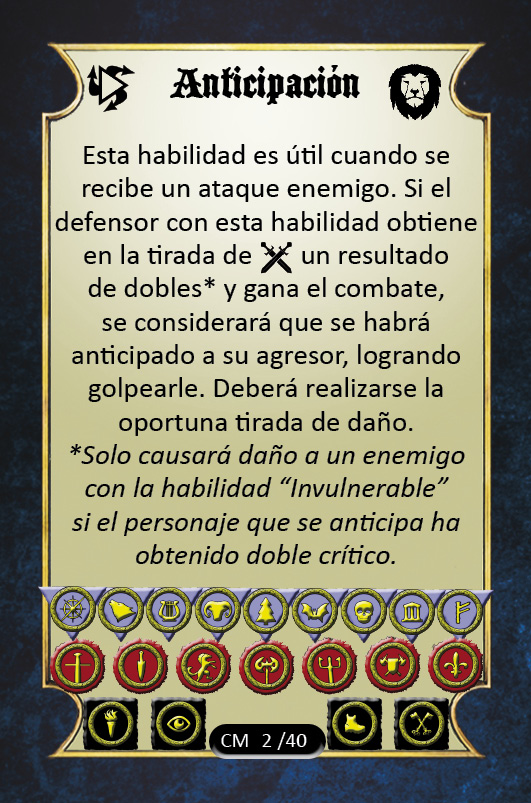 Anticipación
Esta habilidad es útil cuando se
recibe un ataque enemigo. Si el
defensor con esta habilidad obtiene
en la tirada de un resultado
de dobles* y gana el combate,
se considerará que se habrá
anticipado a su agresor, logrando
golpearle. Deberá realizarse la
oportuna tirada de daño.
*Solo causará daño a un enemigo
con la habilidad “Invulnerable”
si el personaje que se anticipa ha
obtenido doble crítico.
CM 2 /40